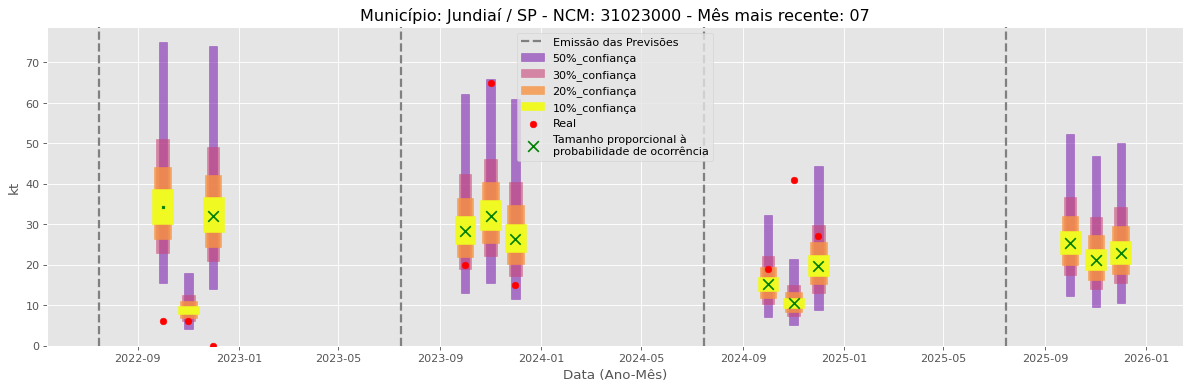 Município: Jundiaí / SP - NCM: 31023000 - Mês mais recente: 07
Emissão das Previsões
50%_confiança
30%_confiança
20%_confiança
10%_confiança
Real
Tamanho proporcional à
probabilidade de ocorrência
kt
70
60
50
40
30
20
10
0
2022-09
2023-01
2023-05
2023-09
2024-01
2024-05
2024-09
2025-01
2025-05
2025-09
2026-01
Data (Ano-Mês)